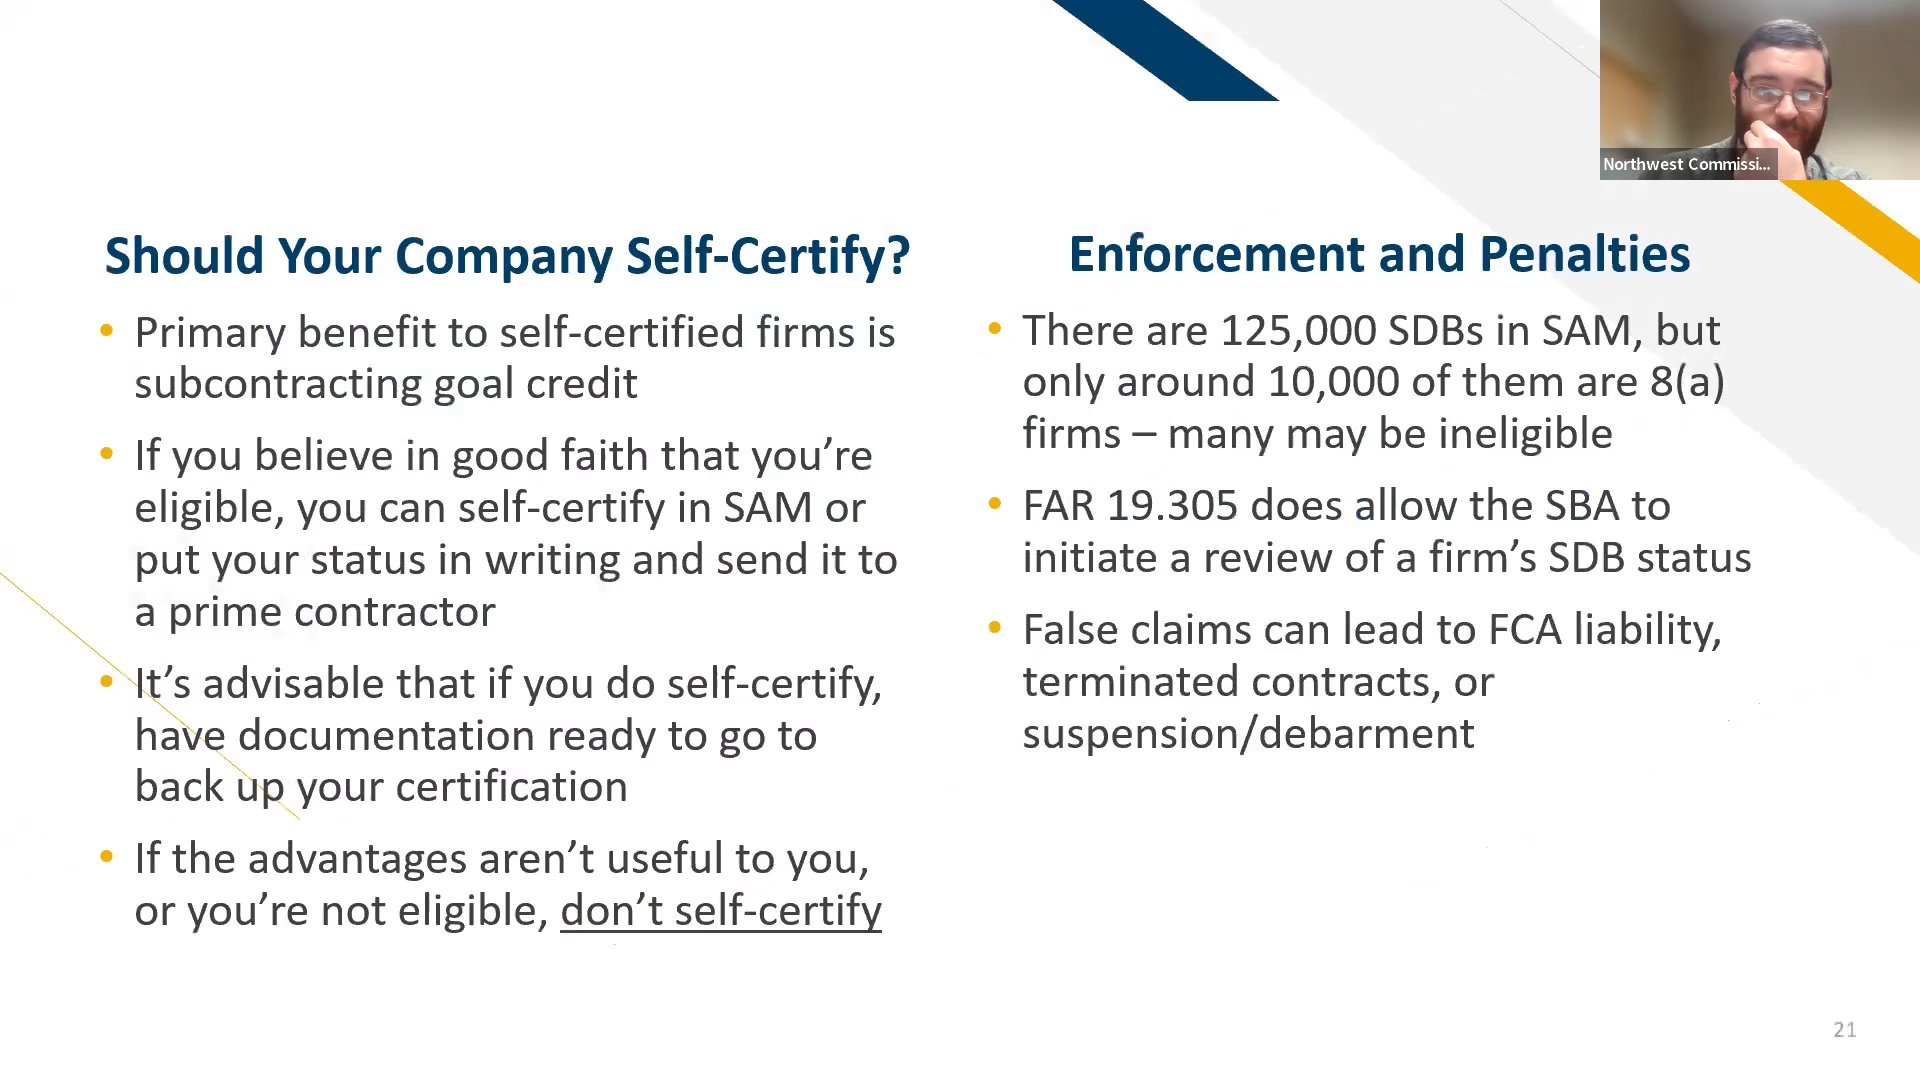 Northwest Commissi...
Should Your Company Self-Certify?
• Primary benefit to self-certified firms is
subcontracting goal credit
• If you believe in good faith that you’re
eligible, you can self-certify in SAM or
put your status in writing and send it to
a prime contractor
• It’s advisable that if you do self-certify,
have documentation ready to go to
back up your certification
• If the advantages aren’t useful to you,
or you’re not eligible, don’t self-certify
Enforcement and Penalties
• There are 125,000 SDBs in SAM, but
only around 10,000 of them are 8(a)
firms – many may be ineligible
• FAR 19.305 does allow the SBA to
initiate a review of a firm’s SDB status
• False claims can lead to FCA liability,
terminated contracts, or
suspension/debarment
21